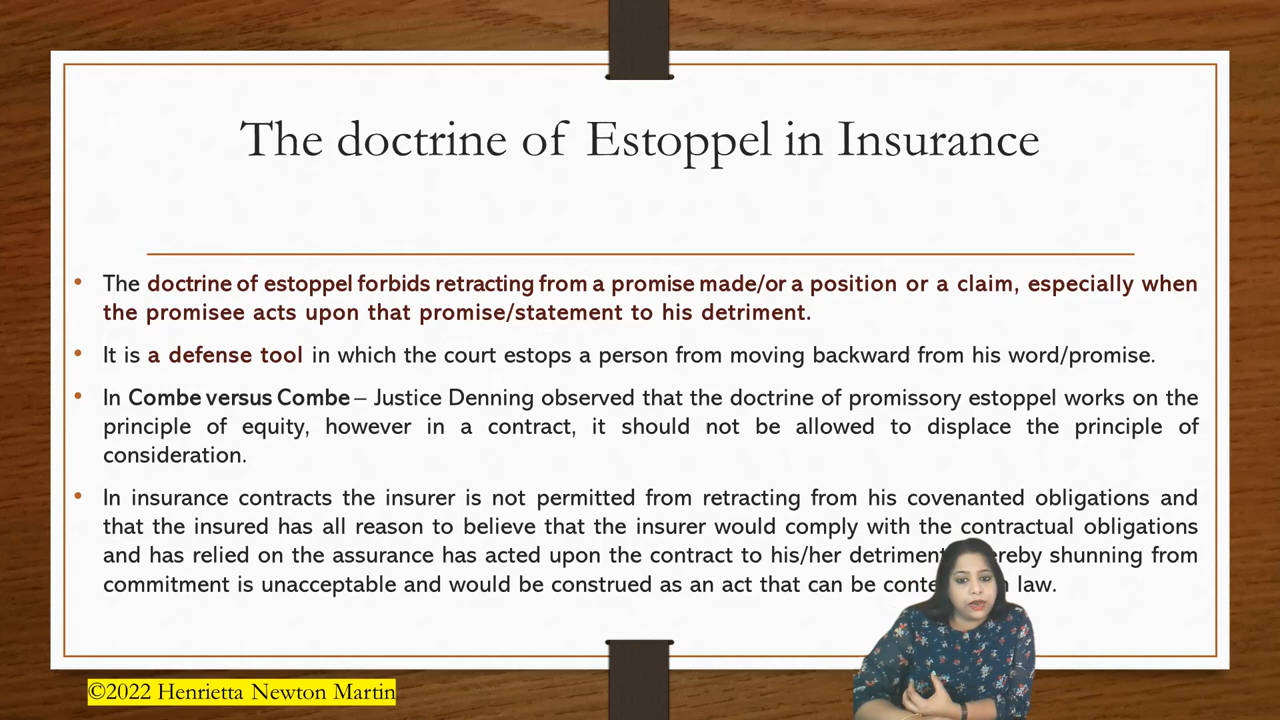 The doctrine of Estoppel in Insurance
• The doctrine of estoppel forbids retracting from a promise made/or a position or a claim, especially when
the promisee acts upon that promise/statement to his detriment.
• It is a defense tool in which the court estops a person from moving backward from his word/promise.
• In Combe versus Combe – Justice Denning observed that the doctrine of promissory estoppel works on the
principle of equity, however in a contract, it should not be allowed to displace the principle of
consideration.
• In insurance contracts the insurer is not permitted from retracting from his covenanted obligations and
that the insured has all reason to believe that the insurer would comply with the contractual obligations
and has relied on the assurance has acted upon the contract to his/her detriment shunning from
commitment is unacceptable and would be construed as an act that can be law.
©2022 Henrietta Newton Martin